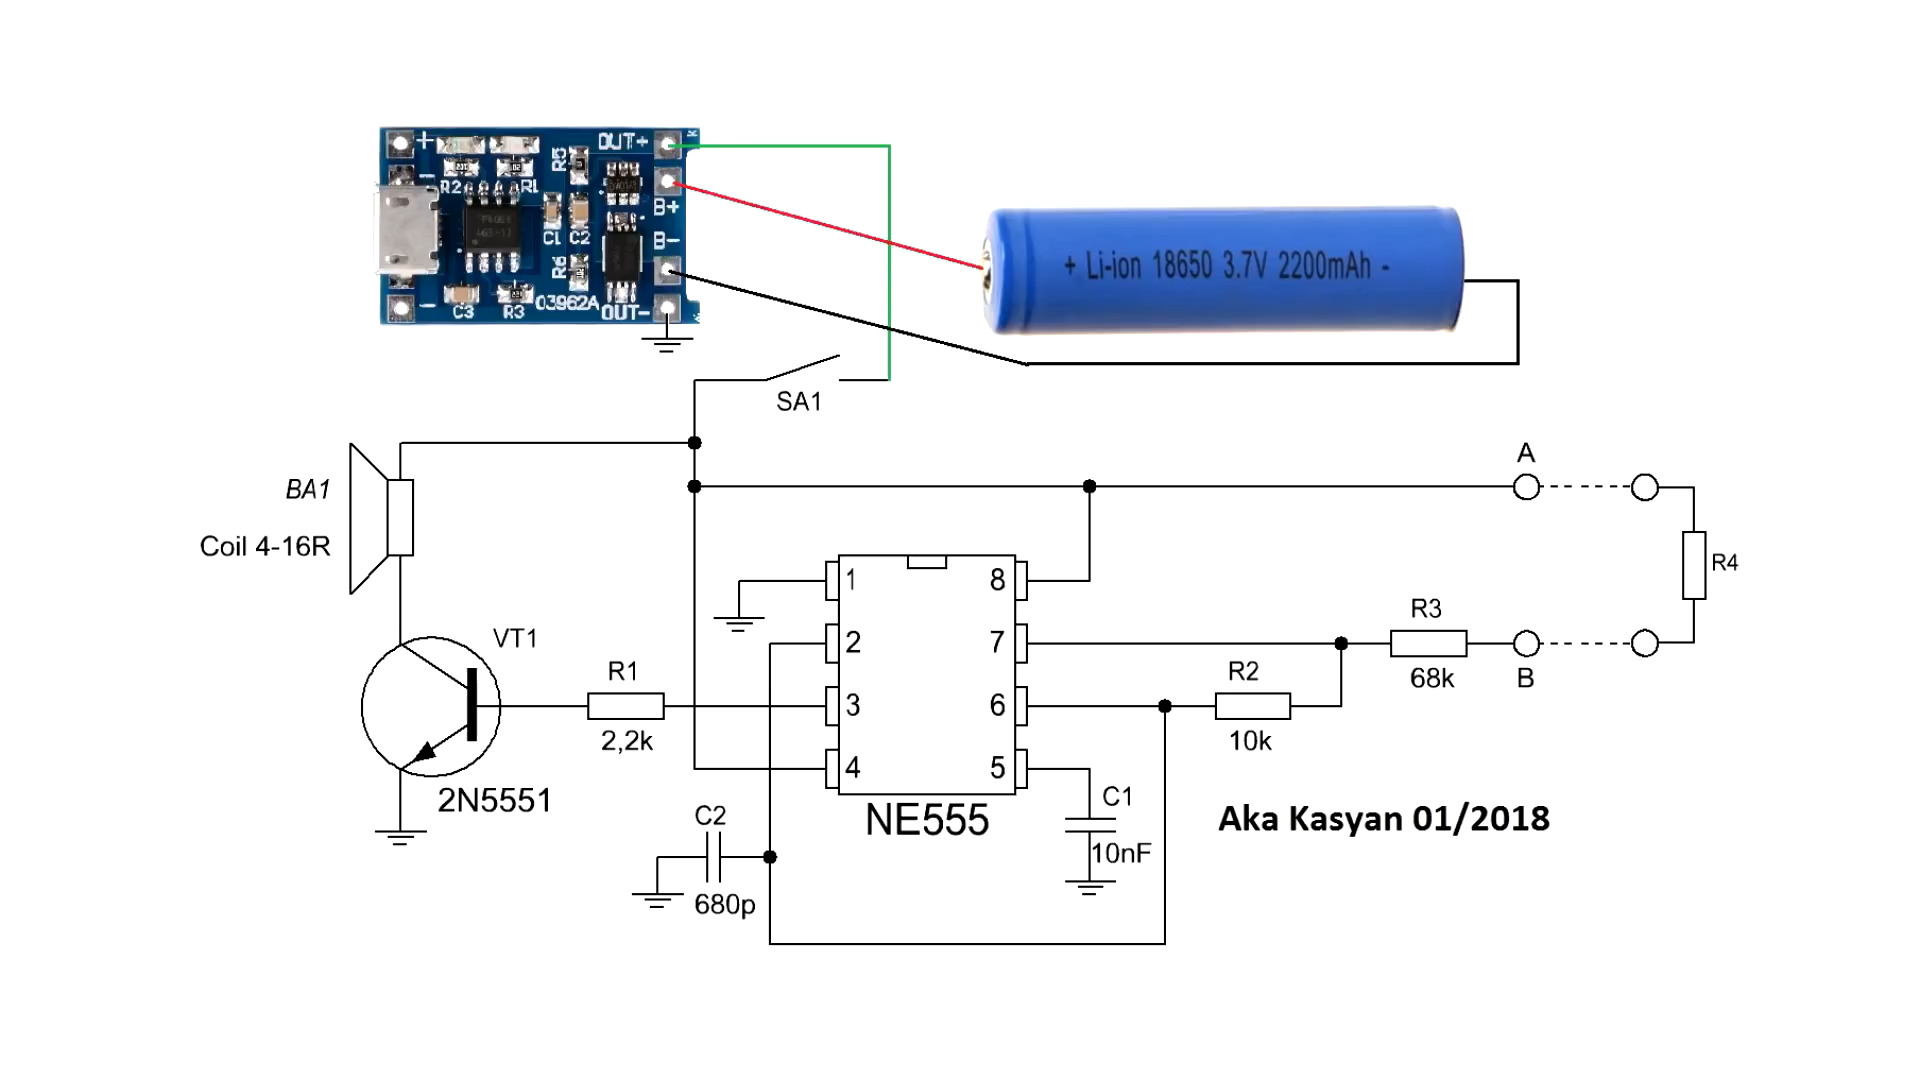 +
OUT+
R5
R2
R1
B+
C1
C2
B-
R6
-
C3
R3
03962A
OUT-
+ Li-ion 18650 3.7V 2200mAh -
SA1
BA1
Coil 4-16R
A
R4
1
8
VT1
2
7
R3
68k
B
R1
2,2k
3
6
R2
10k
4
5
2N5551
NE555
C1
10nF
C2
680p
Aka Kasyan 01/2018